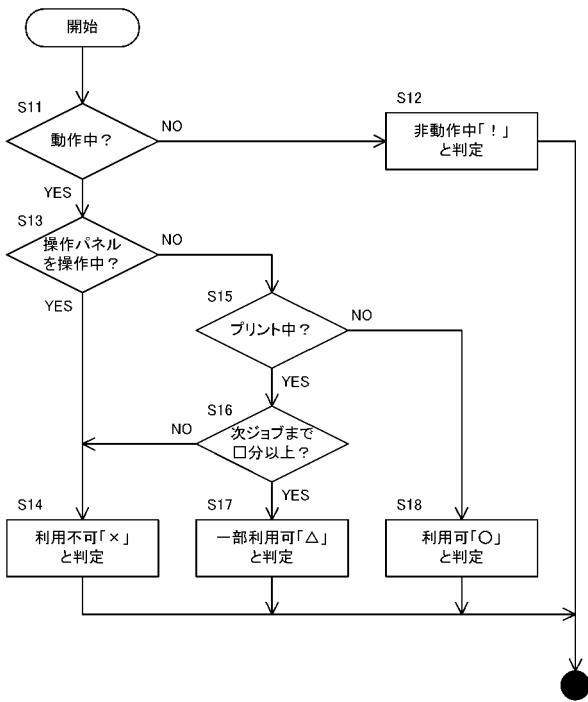 開始
S11
動作中？
NO
S12
非動作中「！」
と判定
YES
S13
操作パネル
を操作中？
NO
YES
S15
プリント中？
NO
YES
S16
次ジョブまで
□分以上？
NO
YES
S14
利用不可「×」
と判定
S17
一部利用可「△」
と判定
S18
利用可「〇」
と判定